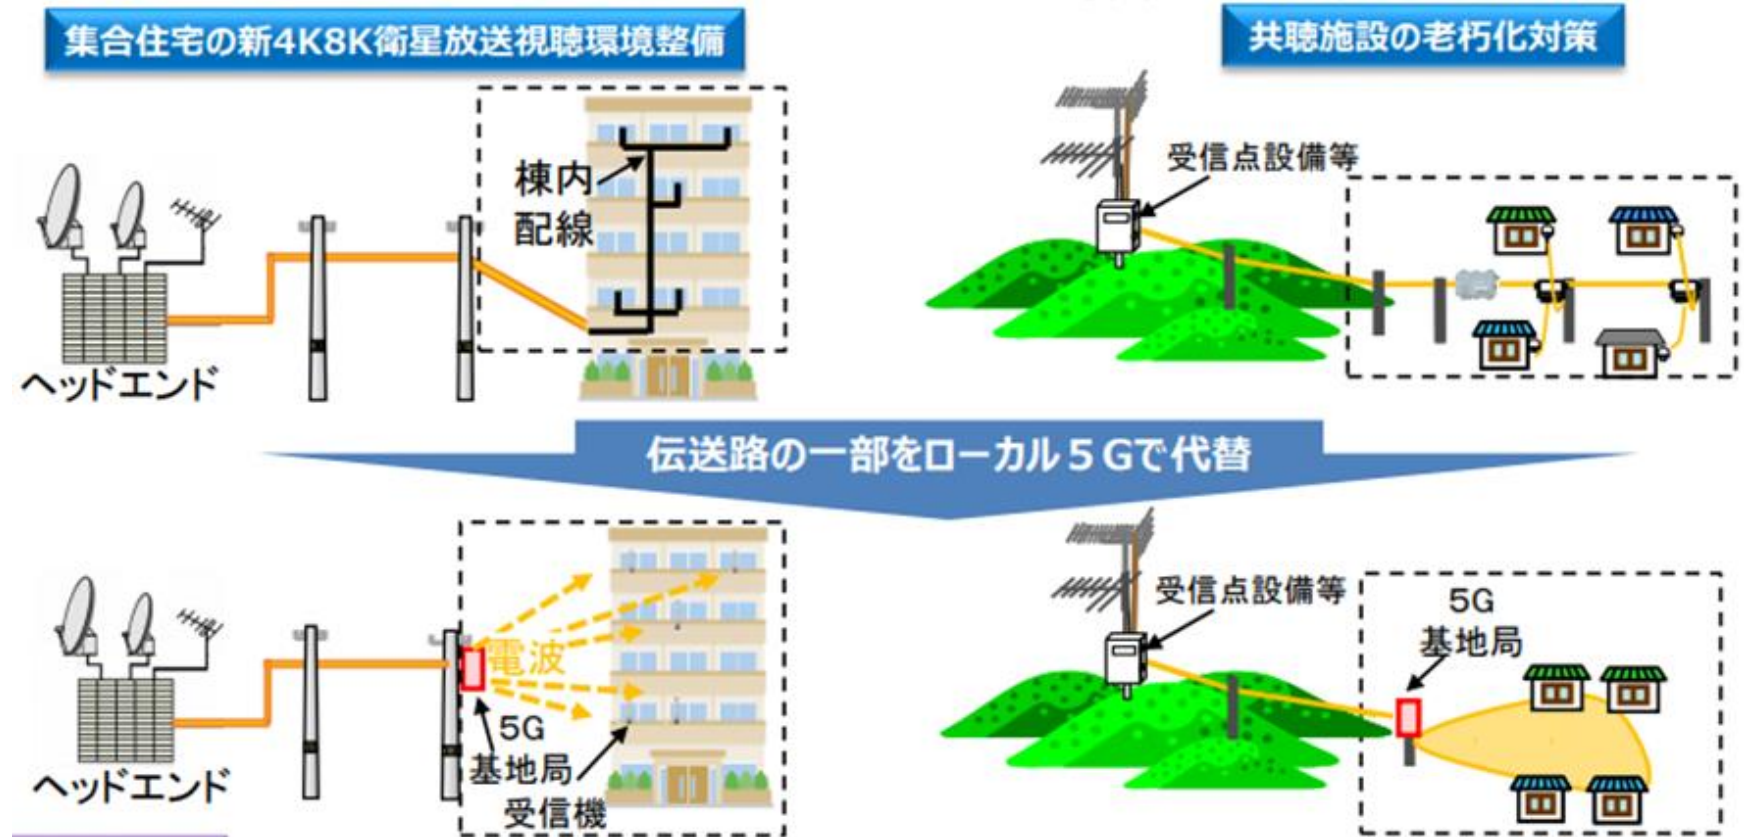 集合住宅の新4K8K衛星放送視聴環境整備
共聴施設の老朽化対策
棟内
配線
ヘッドエンド
受信点設備等
伝送路の一部をローカル５Gで代替
電波
5G
基地局
受信機
ヘッドエンド
受信点設備等
5G
基地局